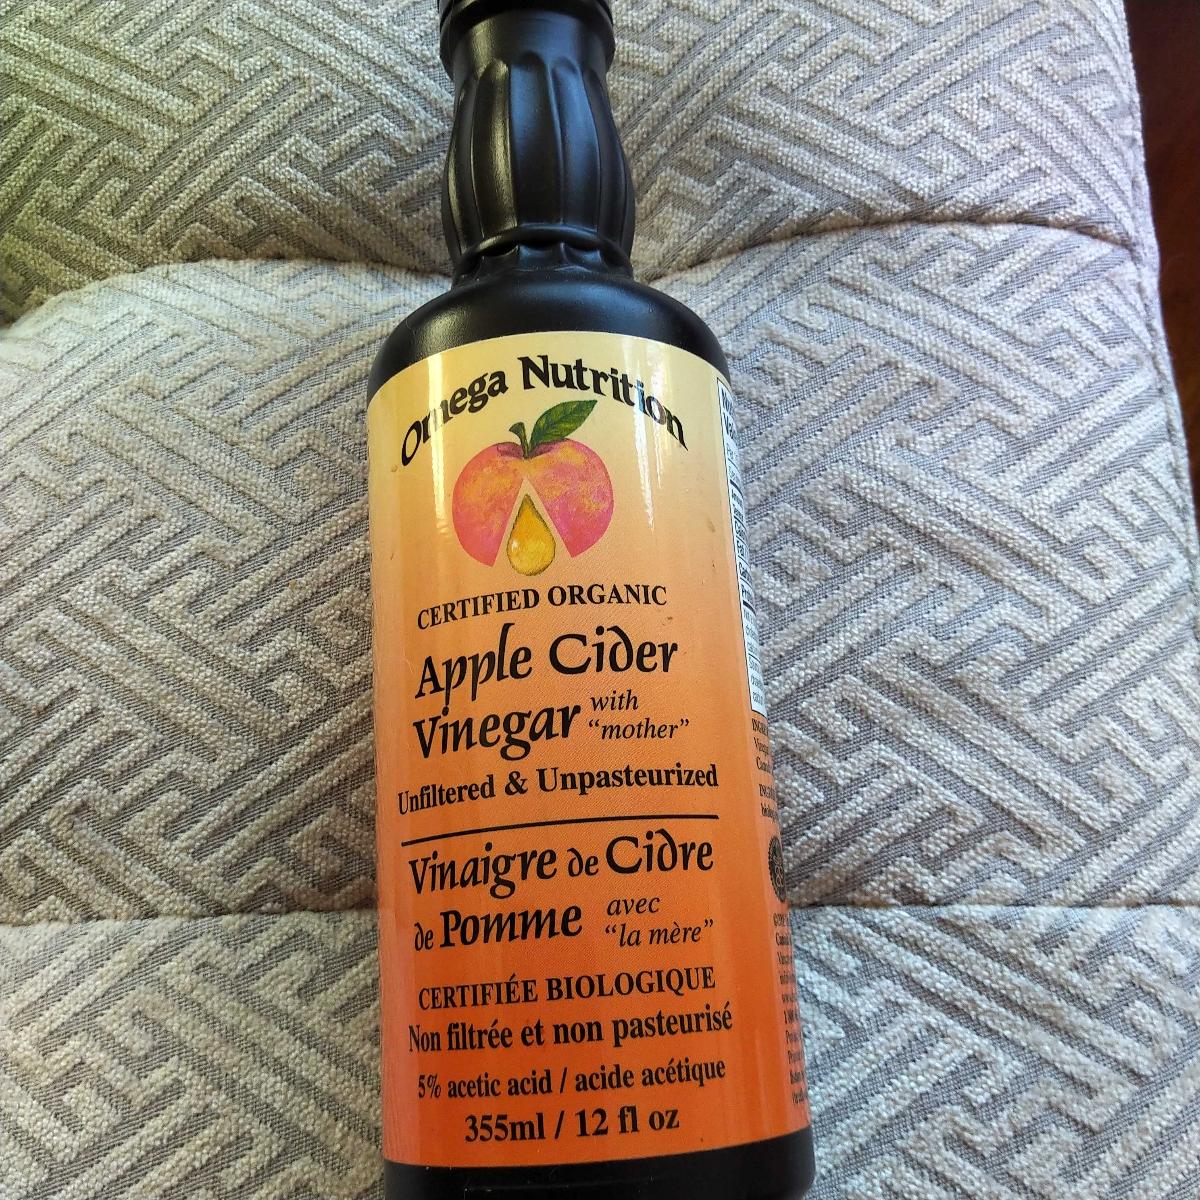 Omega Nutrition
CERTIFIED ORGANIC
Apple Cider
Vinegar with
“mother”
Unfiltered & Unpasteurized
Vinaigre de Cidre
de Pomme avec
“la mère”
CERTIFIÉE BIOLOGIQUE
Non filtrée et non pasteurisé
5% acetic acid / acide acétique
355ml / 12 fl oz